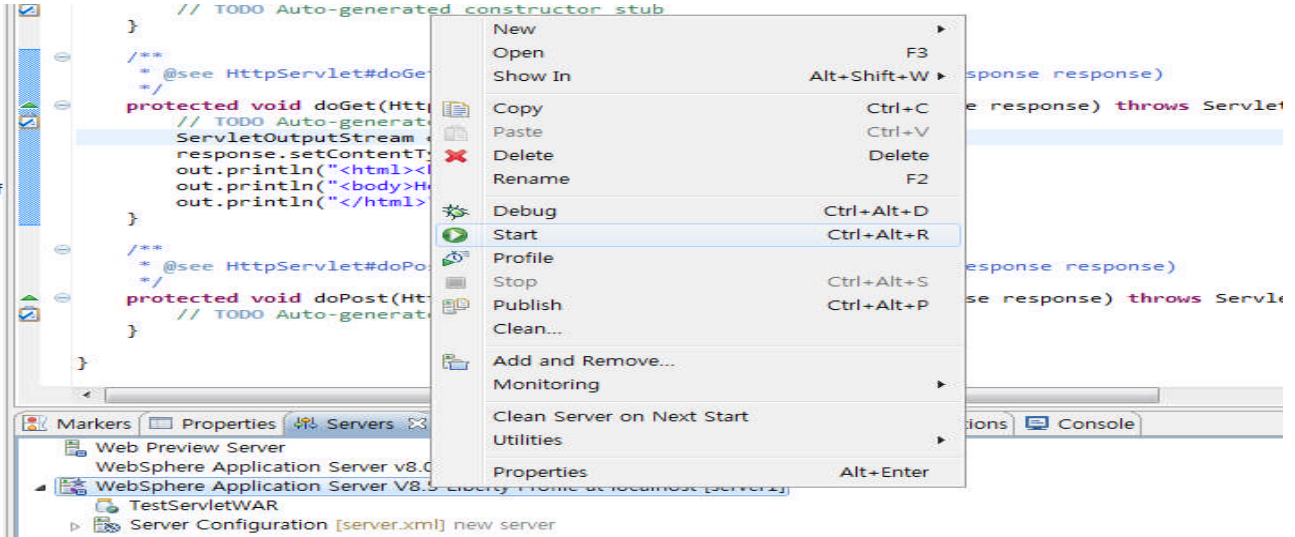 // TODO Auto-generated constructor stub
}
/**
* @see HttpServlet#doGe sponse response)
*/
protected void doGet(Htt e response) throws Servlet
// TODO Auto-generat
ServletOutputStream
response.setContentT
out.println("<html><
out.println("<body>H
out.println("</html>
}
/**
* @see HttpServlet#doPo esponse response)
*/
protected void doPost(Ht se response) throws Servle
// TODO Auto-generat
}
}
New
Open F3
Show In Alt+Shift+W
Copy Ctrl+C
Paste Ctrl+V
Delete Delete
Rename F2
Debug Ctrl+Alt+D
Start Ctrl+Alt+R
Profile
Stop Ctrl+Alt+S
Publish Ctrl+Alt+P
Clean...
Add and Remove...
Monitoring
Clean Server on Next Start
Utilities
Properties Alt+Enter
Markers Properties Servers ions Console
Web Preview Server
WebSphere Application Server v8.0
WebSphere Application Server V8.5 Liberty Profile at localhost [server1]
TestServletWAR
Server Configuration [server.xml] new server